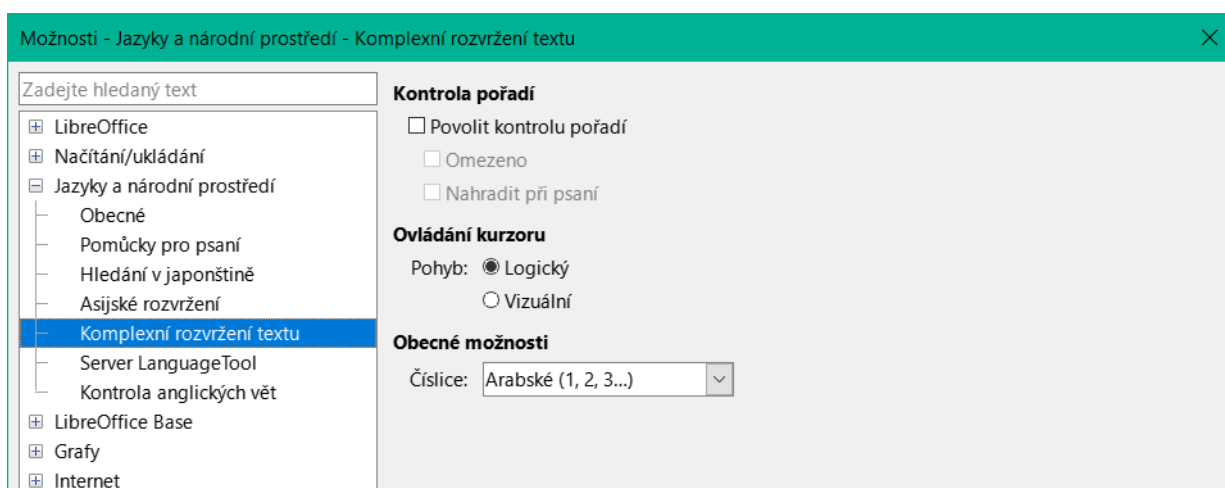 Možnosti - Jazyky a národní prostředí - Komplexní rozvržení textu
Zadejte hledaný text
LibreOffice
Načítání/ukládání
Jazyky a národní prostředí
Obecné
Pomůcky pro psaní
Hledání v japonštině
Asijské rozvržení
Komplexní rozvržení textu
Server LanguageTool
Kontrola anglických vět
LibreOffice Base
Grafy
Internet
Kontrola pořadí
Povolit kontrolu pořadí
Omezeno
Nahradit při psaní
Ovládání kurzoru
Pohyb: Logický
Vizuální
Obecné možnosti
Číslice: Arabské (1, 2, 3...)